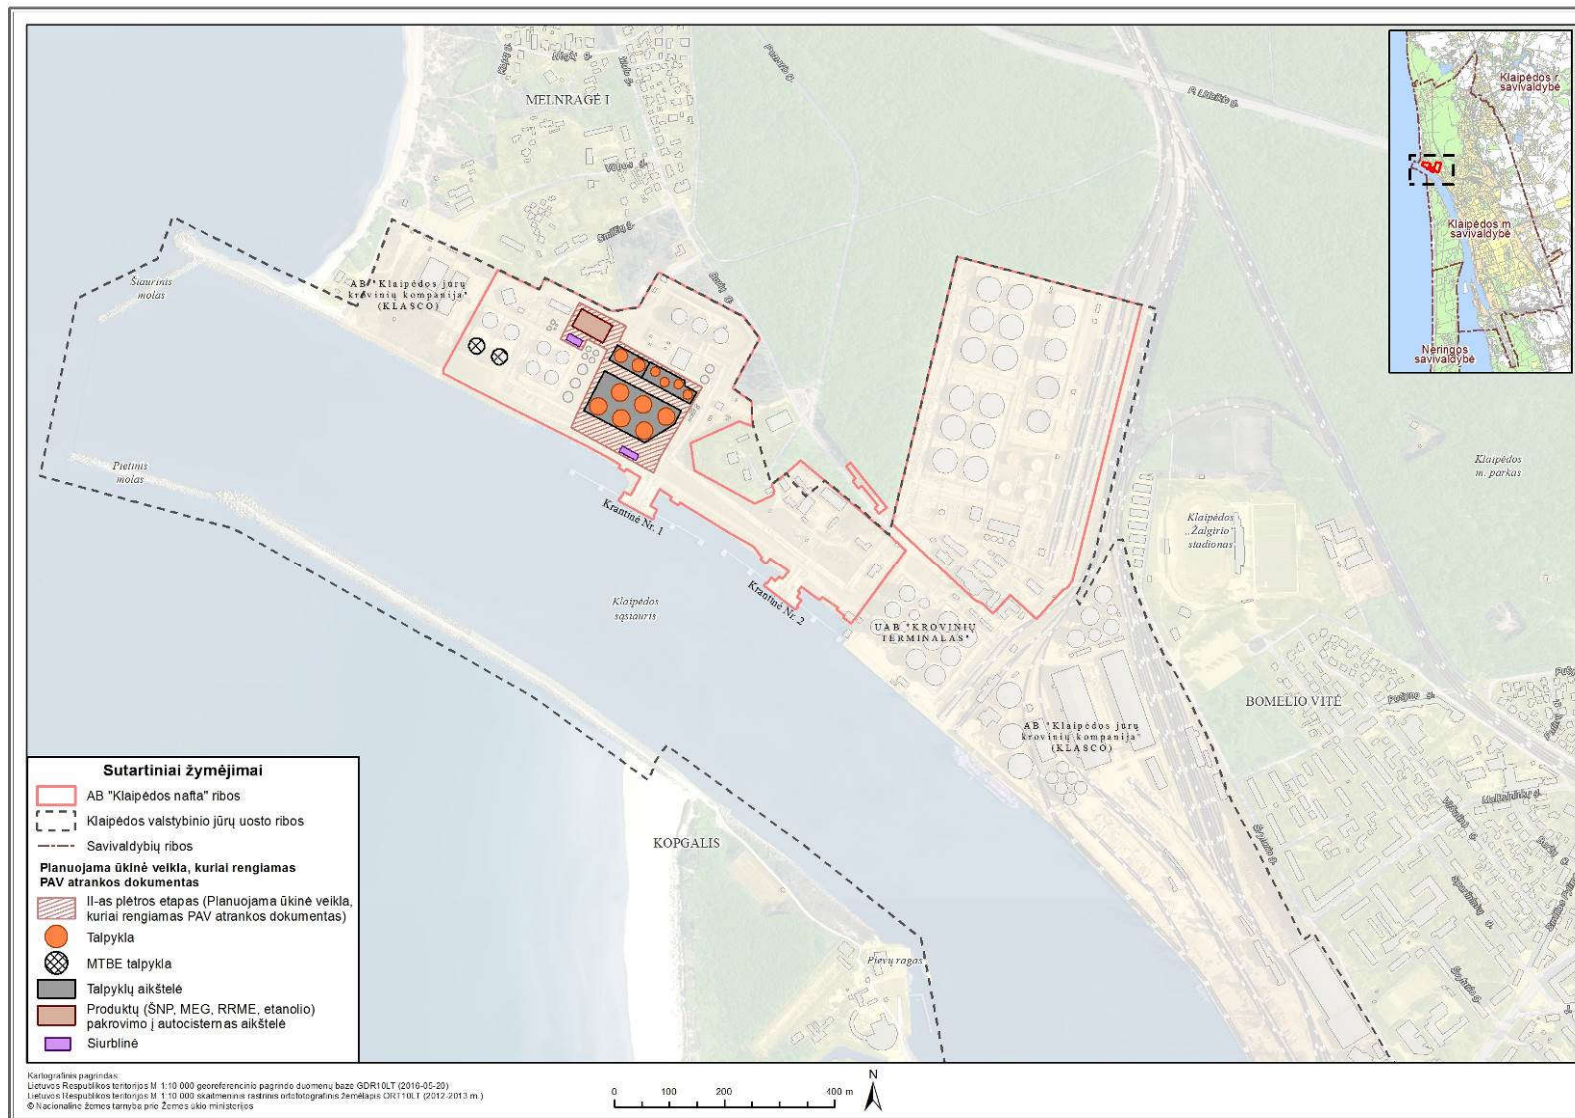 Kopų g.
Vėtros g.
MELNRAGĖ I
Vėjų g.
Smilčių g.
P. Lideikio g.
Šiaurinis
molas
AB "Klaipėdos jūrų
krovinių kompanija"
(KLASCO)
Pietinis
molas
Krantinė Nr. 1
Krantinė Nr. 2
Klaipėdos
sąsiauris
UAB "KROVINIŲ
TERMINALAS"
AB "Klaipėdos jūrų
krovinių kompanija"
(KLASCO)
Klaipėdos
„Žalgirio“
stadionas
Klaipėdos
m. parkas
BOMELIO VITĖ
KOPGALIS
Pievų ragas
Klaipėdos r.
savivaldybė
Klaipėdos m.
savivaldybė
Neringos
savivaldybė
Sutartiniai žymėjimai
AB "Klaipėdos nafta" ribos
Klaipėdos valstybinio jūrų uosto ribos
Savivaldybių ribos
Planuojama ūkinė veikla, kuriai rengiamas
PAV atrankos dokumentas
II-as plėtros etapas (Planuojama ūkinė veikla,
kuriai rengiamas PAV atrankos dokumentas)
Talpykla
MTBE talpykla
Talpyklų aikštelė
Produktų (ŠNP, MEG, RRME, etanolio)
pakrovimo į autocisternas aikštelė
Siurblinė
Kartografinis pagrindas:
Lietuvos Respublikos teritorijos M 1:10 000 georeferencinio pagrindo duomenų bazė GDR10LT (2016-05-20)
Lietuvos Respublikos teritorijos M 1:10 000 skaitmeninis rastrinis ortofotografinis žemėlapis ORT10LT (2012-2013 m.)
© Nacionalinė žemės tarnyba prie Žemės ūkio ministerijos
0 100 200 400 m
N